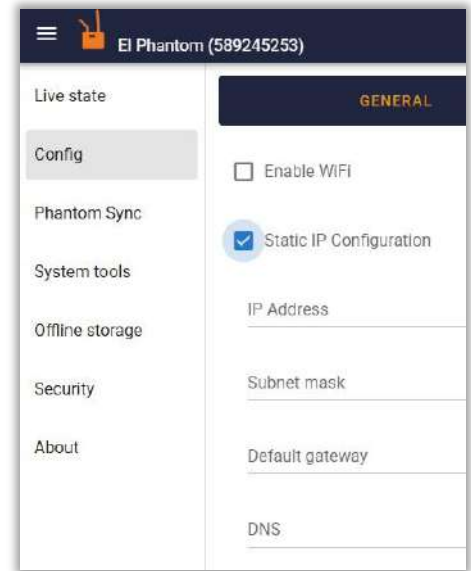 El Phantom (589245253)
Live state
Config
Phantom Sync
System tools
Offline storage
Security
About
GENERAL
Enable WiFi
Static IP Configuration
IP Address
Subnet mask
Default gateway
DNS